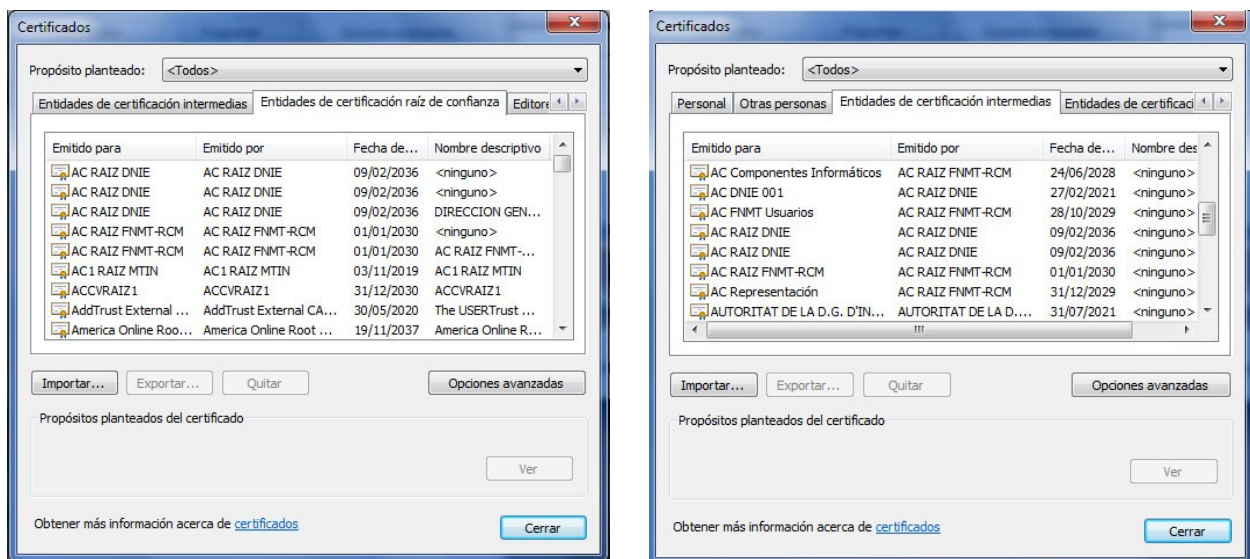 Certificados
Propósito planteado: <Todos>
Entidades de certificación intermedias Entidades de certificación raíz de confianza Editore
Emitido para Emitido por Fecha de... Nombre descriptivo
AC RAIZ DNIE AC RAIZ DNIE 09/02/2036 <ninguno>
AC RAIZ DNIE AC RAIZ DNIE 09/02/2036 <ninguno>
AC RAIZ DNIE AC RAIZ DNIE 09/02/2036 DIRECCION GEN...
AC RAIZ FNMT-RCM AC RAIZ FNMT-RCM 01/01/2030 <ninguno>
AC RAIZ FNMT-RCM AC RAIZ FNMT-RCM 01/01/2030 AC RAIZ FNMT-...
AC1 RAIZ MTIN AC1 RAIZ MTIN 03/11/2019 AC1 RAIZ MTIN
ACCVRAIZ1 ACCVRAIZ1 31/12/2030 ACCVRAIZ1
AddTrust External ... AddTrust External CA... 30/05/2020 The USERTrust ...
America Online Roo... America Online Root ... 19/11/2037 America Online R...
Importar... Exportar... Quitar Opciones avanzadas
Propósitos planteados del certificado
Ver
Obtener más información acerca de certificados
Cerrar
Certificados
Propósito planteado: <Todos>
Personal Otras personas Entidades de certificación intermedias Entidades de certificaci
Emitido para Emitido por Fecha de... Nombre des
AC Componentes Informáticos AC RAIZ FNMT-RCM 24/06/2028 <ninguno>
AC DNIE 001 AC RAIZ DNIE 27/02/2021 <ninguno>
AC FNMT Usuarios AC RAIZ FNMT-RCM 28/10/2029 <ninguno>
AC RAIZ DNIE AC RAIZ DNIE 09/02/2036 <ninguno>
AC RAIZ DNIE AC RAIZ DNIE 09/02/2036 <ninguno>
AC RAIZ FNMT-RCM AC RAIZ FNMT-RCM 01/01/2030 <ninguno>
AC Representación AC RAIZ FNMT-RCM 31/12/2029 <ninguno>
AUTORITAT DE LA D.G. D'IN... AUTORITAT DE LA D.... 31/07/2021 <ninguno>
Importar... Exportar... Quitar Opciones avanzadas
Propósitos planteados del certificado
Ver
Obtener más información acerca de certificados
Cerrar